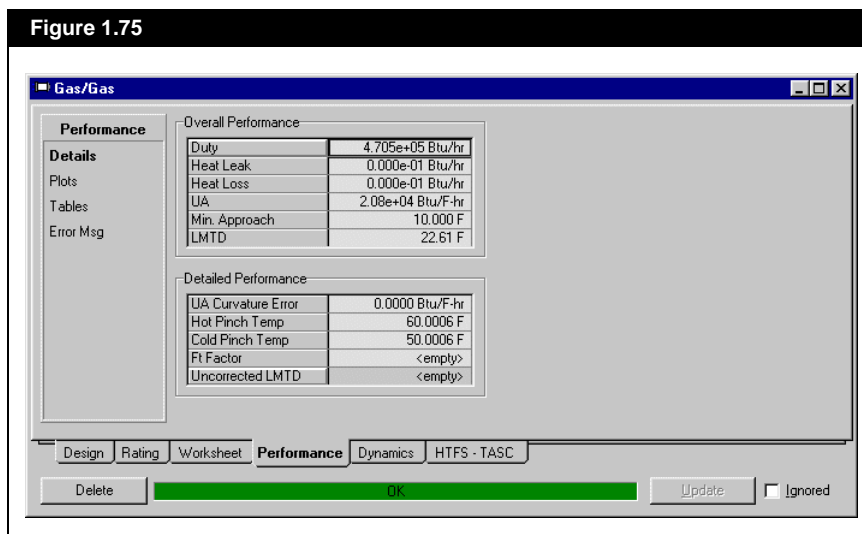 Figure 1.75
Gas/Gas
Performance
Details
Plots
Tables
Error Msg
Overall Performance
Duty 4.705e+05 Btu/hr
Heat Leak 0.000e-01 Btu/hr
Heat Loss 0.000e-01 Btu/hr
UA 2.08e+04 Btu/F-hr
Min. Approach 10.000 F
LMTD 22.61 F
Detailed Performance
UA Curvature Error 0.0000 Btu/F-hr
Hot Pinch Temp 60.0006 F
Cold Pinch Temp 50.0006 F
Ft Factor <empty>
Uncorrected LMTD <empty>
Design Rating Worksheet Performance Dynamics HTFS - TASC
Delete OK Update Ignored